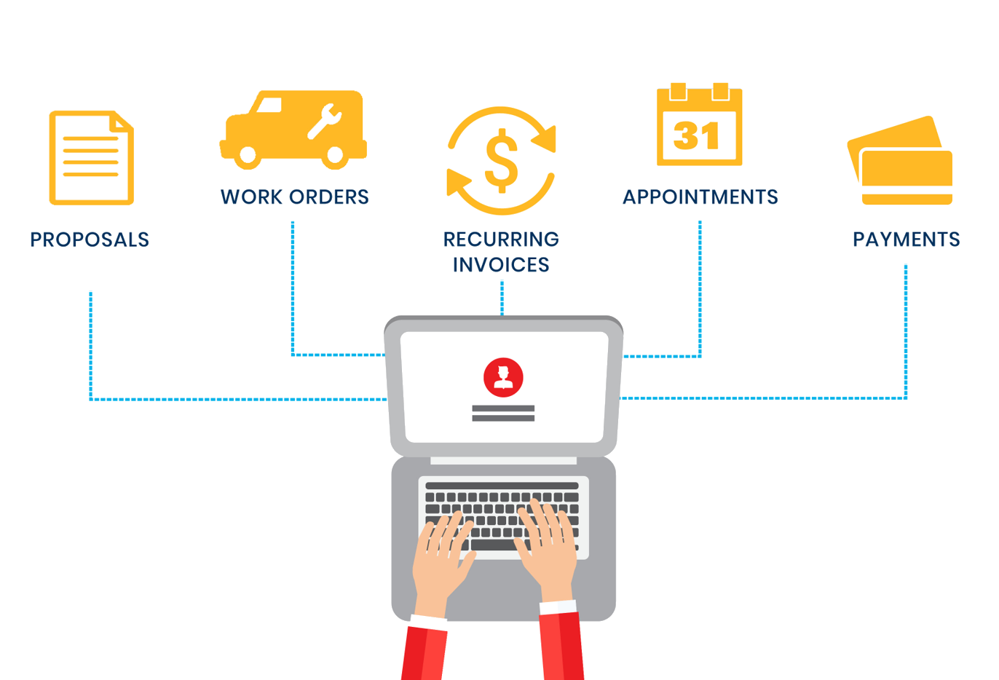 31
$
WORK ORDERS
APPOINTMENTS
PROPOSALS
RECURRING
INVOICES
PAYMENTS